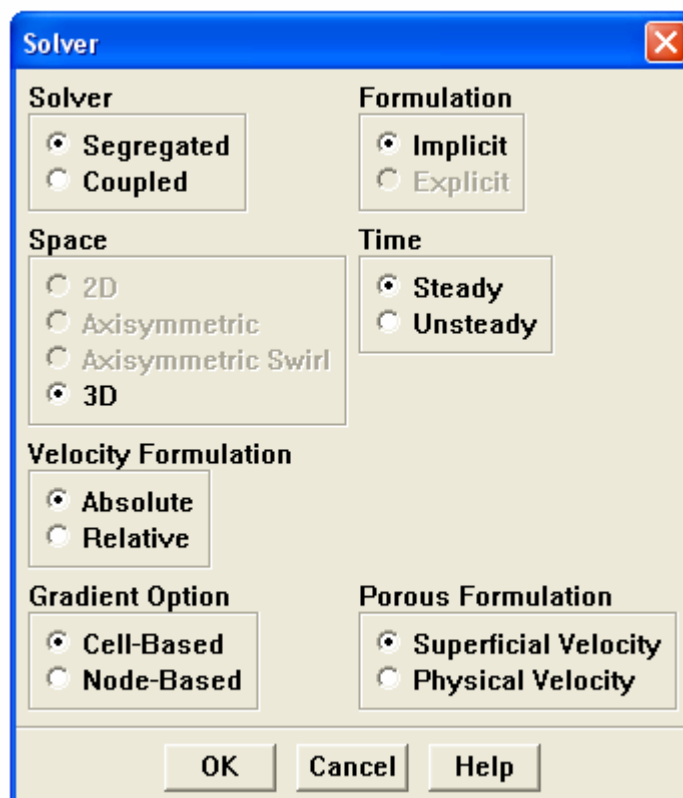 Solver
Solver
Segregated
Coupled
Formulation
Implicit
Explicit
Space
2D
Axisymmetric
Axisymmetric Swirl
3D
Time
Steady
Unsteady
Velocity Formulation
Absolute
Relative
Gradient Option
Cell-Based
Node-Based
Porous Formulation
Superficial Velocity
Physical Velocity
OK Cancel Help